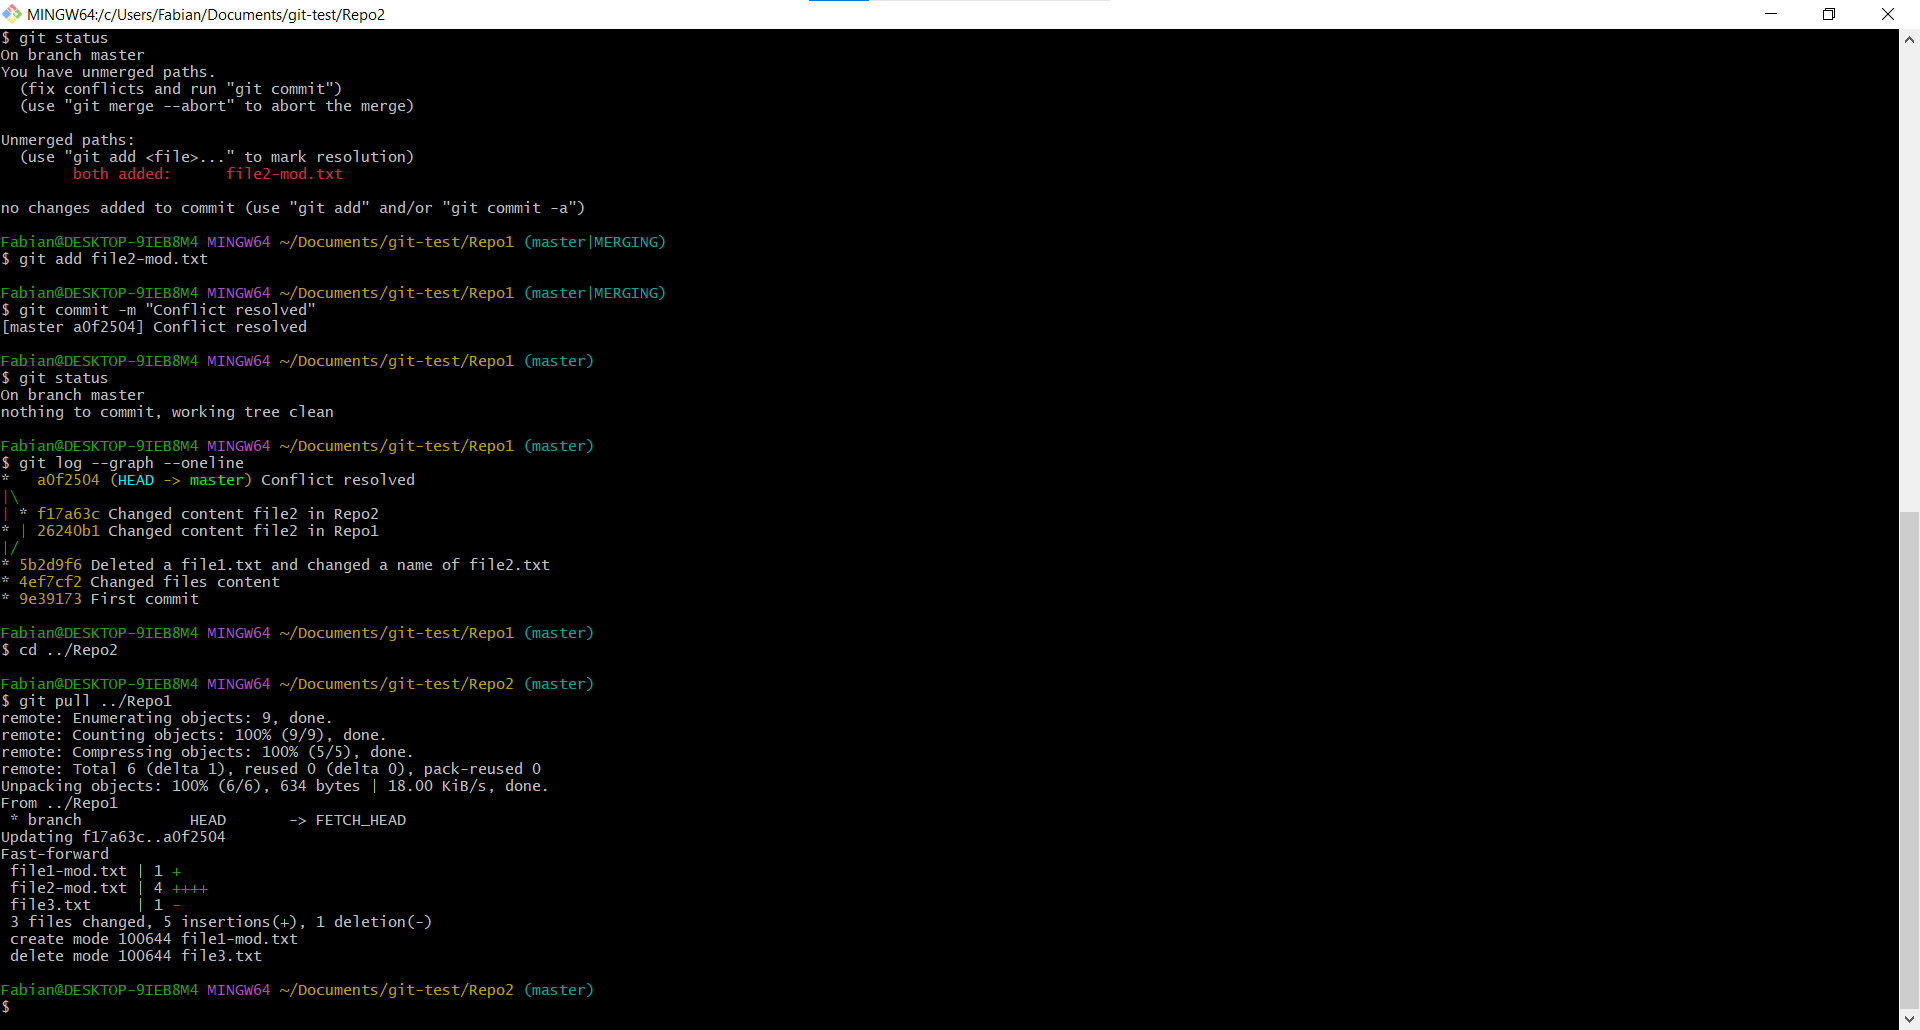 MINGW64:/c/Users/Fabian/Documents/git-test/Repo2
$ git status
On branch master
You have unmerged paths.
  (fix conflicts and run "git commit")
  (use "git merge --abort" to abort the merge)

Unmerged paths:
  (use "git add <file>..." to mark resolution)
        both added:      file2-mod.txt

no changes added to commit (use "git add" and/or "git commit -a")

Fabian@DESKTOP-9IEB8M4 MINGW64 ~/Documents/git-test/Repo1 (master|MERGING)
$ git add file2-mod.txt

Fabian@DESKTOP-9IEB8M4 MINGW64 ~/Documents/git-test/Repo1 (master|MERGING)
$ git commit -m "Conflict resolved"
[master a0f2504] Conflict resolved

Fabian@DESKTOP-9IEB8M4 MINGW64 ~/Documents/git-test/Repo1 (master)
$ git status
On branch master
nothing to commit, working tree clean

Fabian@DESKTOP-9IEB8M4 MINGW64 ~/Documents/git-test/Repo1 (master)
$ git log --graph --oneline
*   a0f2504 (HEAD -> master) Conflict resolved
|\
| * f17a63c Changed content file2 in Repo2
* | 26240b1 Changed content file2 in Repo1
|/
* 5b2d9f6 Deleted a file1.txt and changed a name of file2.txt
* 4ef7cf2 Changed files content
* 9e39173 First commit

Fabian@DESKTOP-9IEB8M4 MINGW64 ~/Documents/git-test/Repo1 (master)
$ cd ../Repo2

Fabian@DESKTOP-9IEB8M4 MINGW64 ~/Documents/git-test/Repo2 (master)
$ git pull ../Repo1
remote: Enumerating objects: 9, done.
remote: Counting objects: 100% (9/9), done.
remote: Compressing objects: 100% (5/5), done.
remote: Total 6 (delta 1), reused 0 (delta 0), pack-reused 0
Unpacking objects: 100% (6/6), 634 bytes | 18.00 KiB/s, done.
From ../Repo1
 * branch            HEAD       -> FETCH_HEAD
Updating f17a63c..a0f2504
Fast-forward
 file1-mod.txt | 1 +
 file2-mod.txt | 4 ++++
 file3.txt     | 1 -
 3 files changed, 5 insertions(+), 1 deletion(-)
 create mode 100644 file1-mod.txt
 delete mode 100644 file3.txt

Fabian@DESKTOP-9IEB8M4 MINGW64 ~/Documents/git-test/Repo2 (master)
$